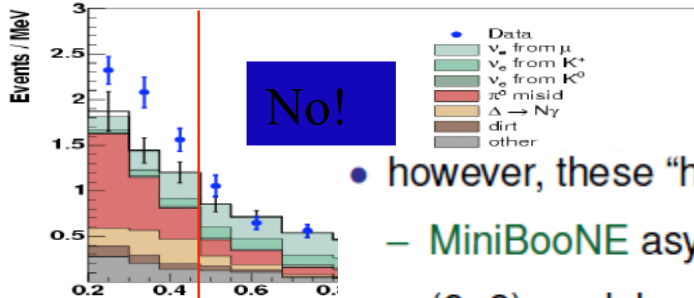 Events / MeV
3
2.5
2
1.5
1
0.5
0.2
0.4
0.6
No!
Data
νe from μ
νe from K+
νe from K0
π0 misid
Δ → Nγ
dirt
other
• however, these "h
– MiniBooNE asy